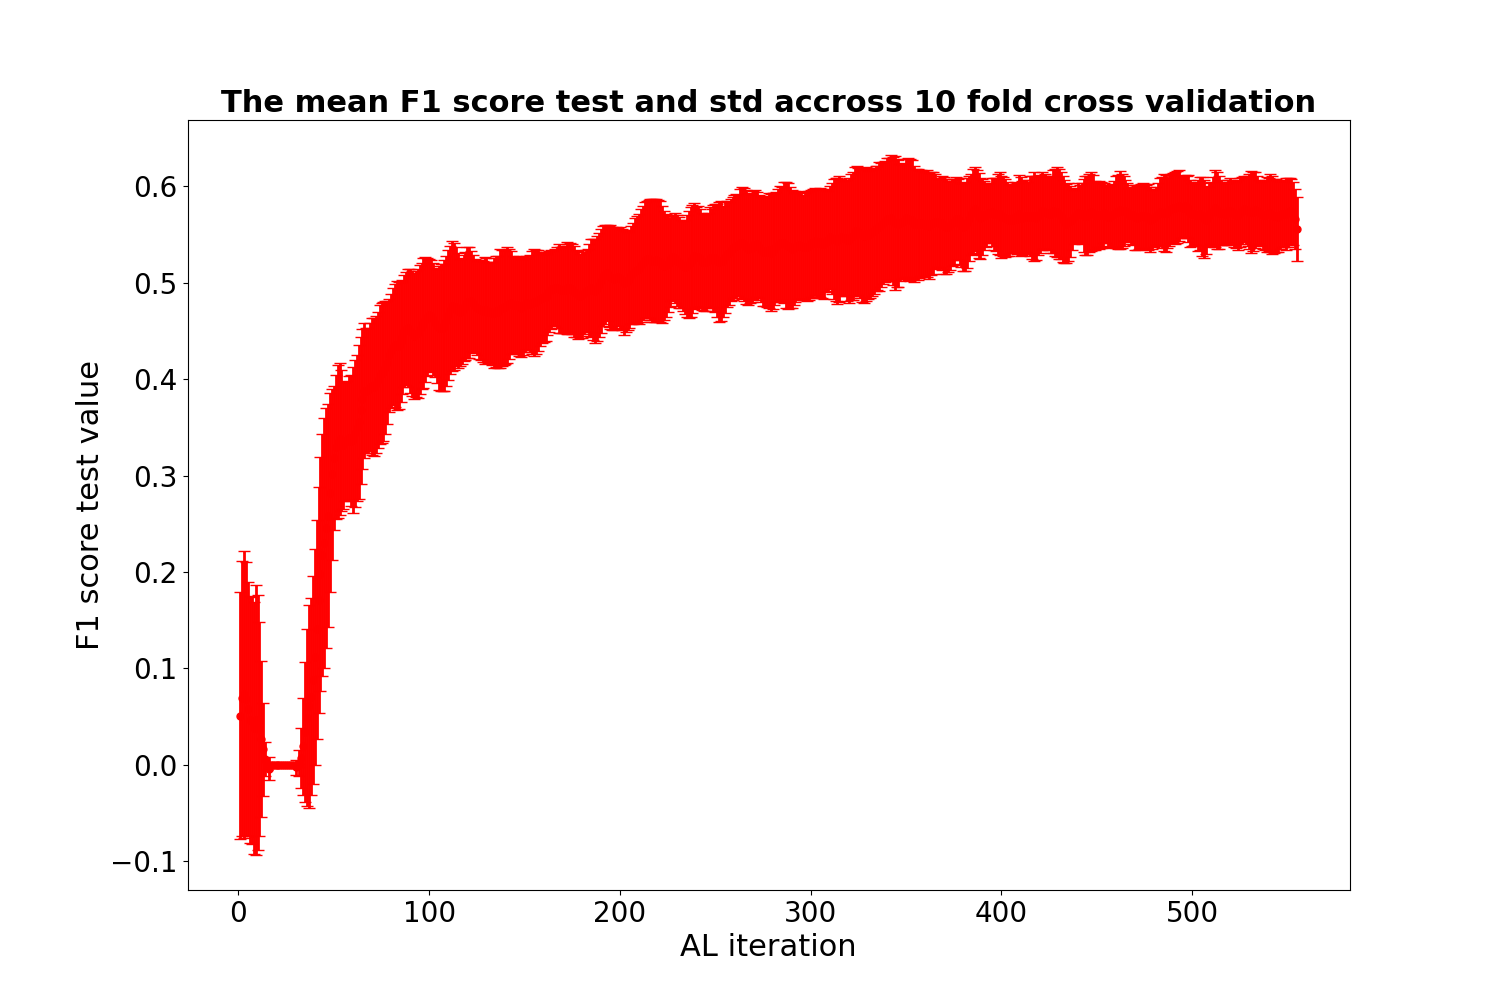 The mean F1 score test and std accross 10 fold cross validation
0.6
0.5
0.4
0.3
0.2
0.1
0.0
−0.1
F1 score test value
0 100 200 300 400 500
AL iteration